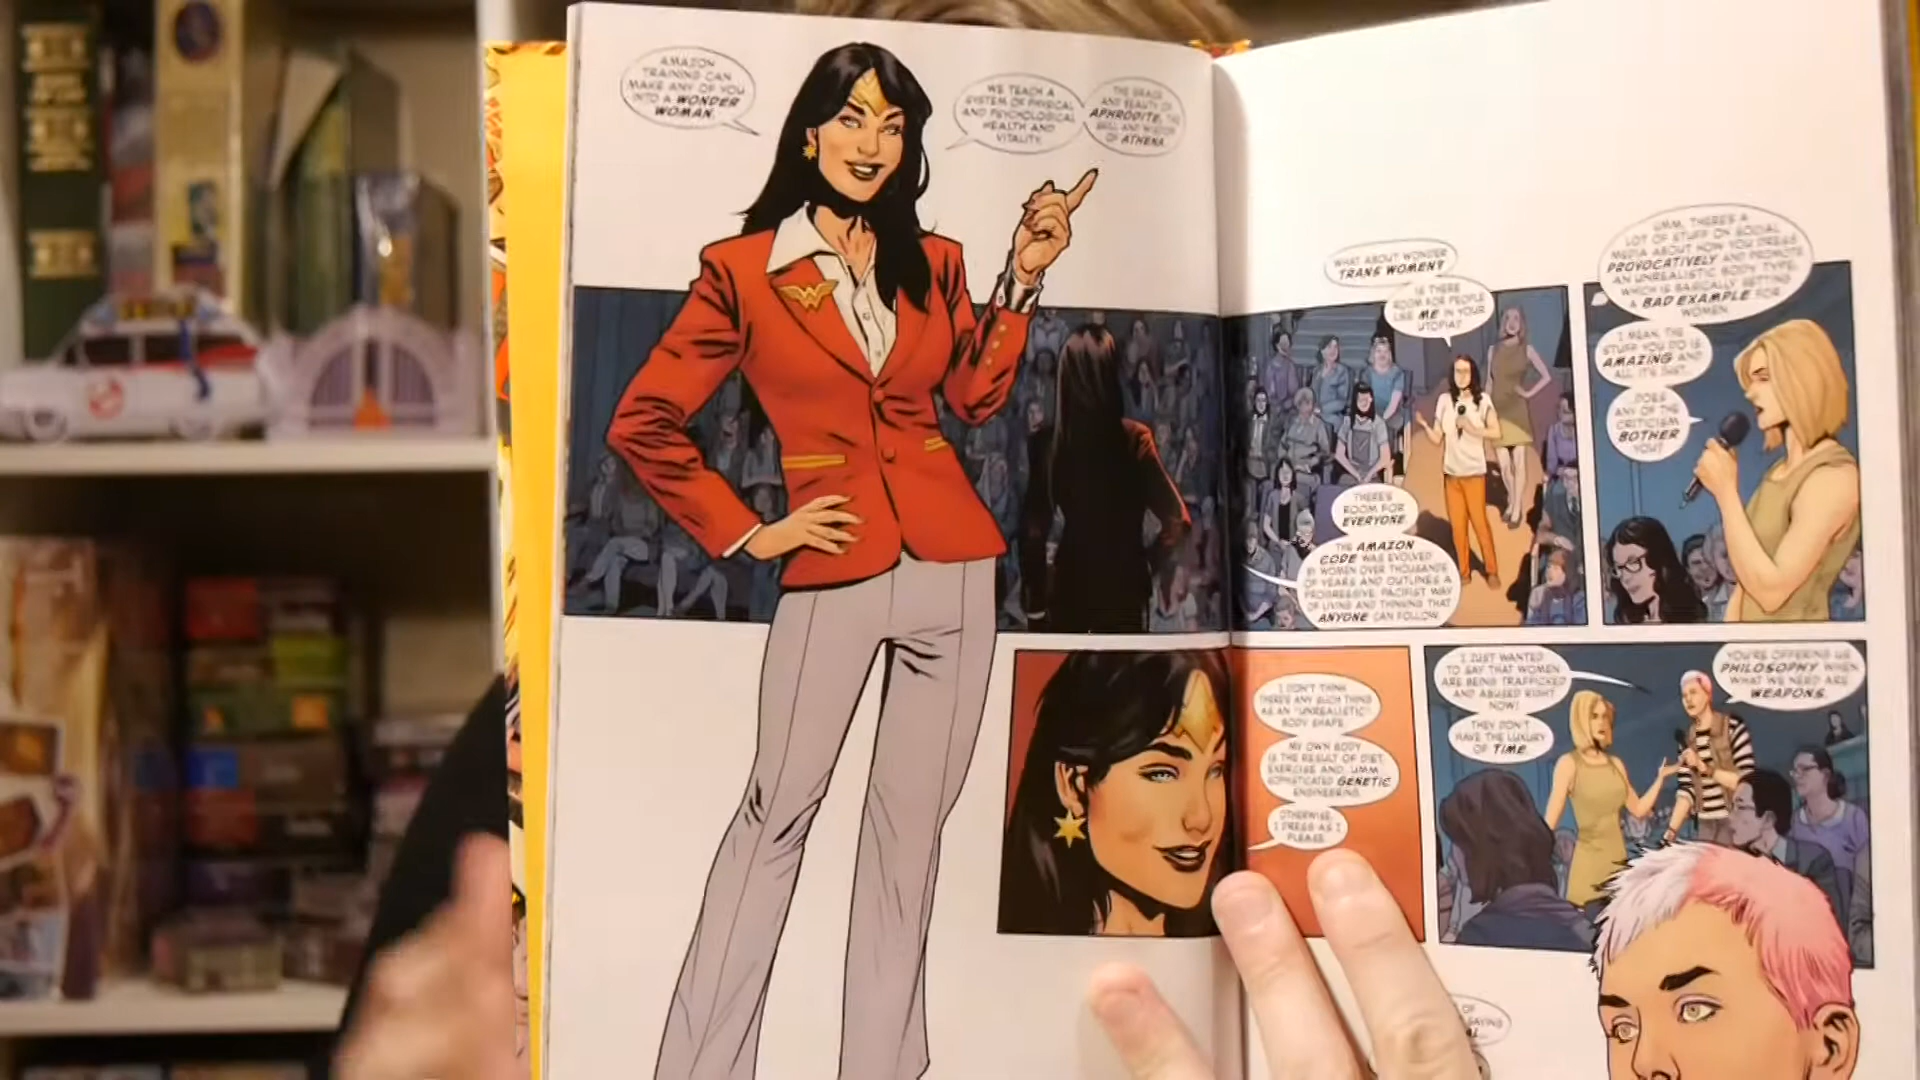 AMAZON
TRAINING CAN
MAKE ANY OF YOU
INTO A WONDER
WOMAN.
WE TEACH A
SYSTEM OF PHYSICAL
AND PSYCHOLOGICAL
HEALTH AND
VITALITY.
THE GRACE
AND BEAUTY OF
APHRODITE, THE
SKILL AND WISDOM
OF ATHENA.
WHAT ABOUT WONDER
TRANS WOMEN?
IS THERE
ROOM FOR PEOPLE
LIKE ME IN YOUR
UTOPIA?
THERE'S
ROOM FOR
EVERYONE.
THE AMAZON
CODE WAS EVOLVED
BY WOMEN OVER THOUSANDS
OF YEARS AND OUTLINES A
PROGRESSIVE, PACIFIST WAY
OF LIVING AND THINKING THAT
ANYONE CAN FOLLOW.
UMM, THERE'S A
LOT OF STUFF ON SOCIAL
MEDIA ABOUT HOW YOU DRESS
PROVOCATIVELY AND PROMOTE
AN UNREALISTIC BODY TYPE,
WHICH IS BASICALLY SETTING
A BAD EXAMPLE FOR
WOMEN.
I MEAN, THE
STUFF YOU DO IS
AMAZING AND
ALL, IT'S JUST...
DOES
ANY OF THE
CRITICISM
BOTHER
YOU?
I DON'T THINK
THERE'S ANY SUCH THING
AS AN "UNREALISTIC"
BODY SHAPE.
MY OWN BODY
IS THE RESULT OF DIET,
EXERCISE AND, UMM,
SOPHISTICATED GENETIC
ENGINEERING.
OTHERWISE,
I DRESS AS I
PLEASE.
I JUST WANTED
TO SAY THAT WOMEN
ARE BEING TRAFFICKED
AND ABUSED RIGHT
NOW!
THEY DON'T
HAVE THE LUXURY
OF TIME.
YOU'RE OFFERING US
PHILOSOPHY WHEN
WHAT WE NEED ARE
WEAPONS.
OF
SAYING